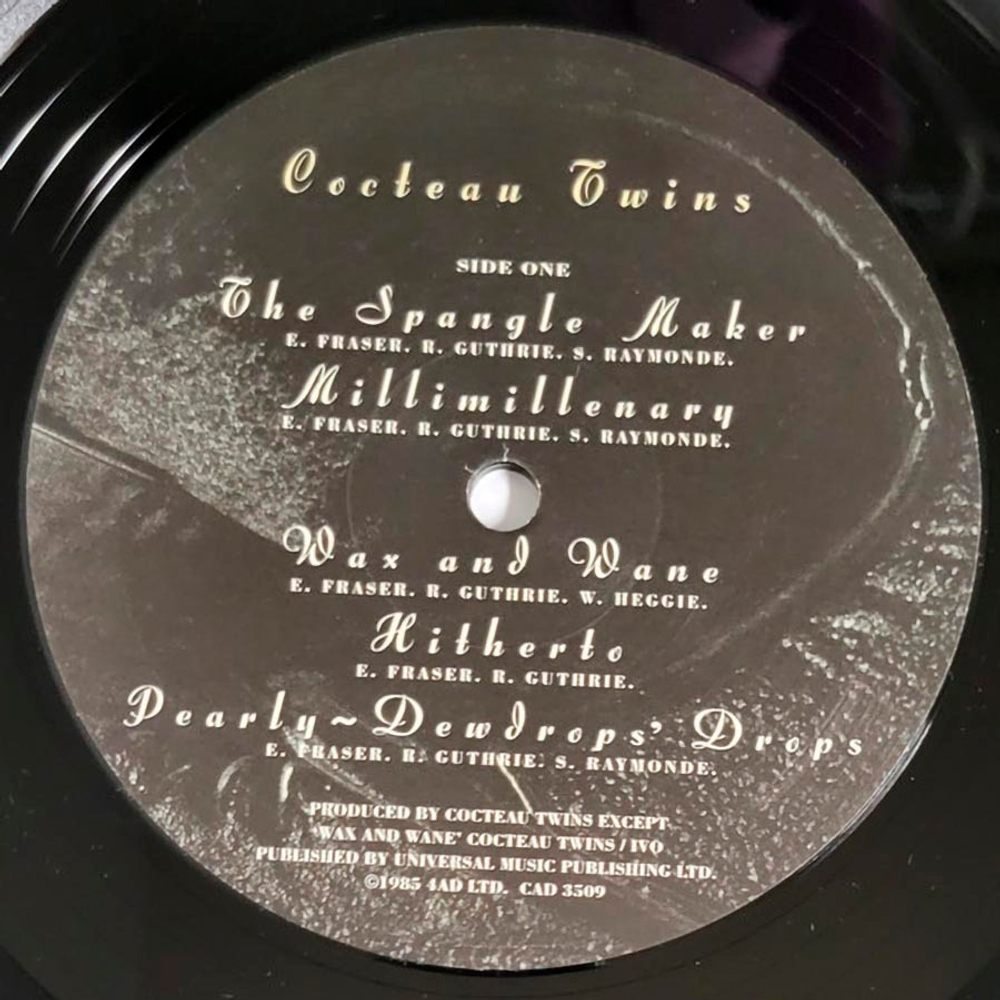 Cocteau Twins
SIDE ONE
The Spangle Maker
E. FRASER. R. GUTHRIE. S. RAYMONDE.
Millimillenary
E. FRASER. R. GUTHRIE. S. RAYMONDE.
Wax and Wane
E. FRASER. R. GUTHRIE. W. HEGGIE.
Hitherto
E. FRASER. R. GUTHRIE.
Pearly~Dewdrops' Drops
E. FRASER. R. GUTHRIE. S. RAYMONDE.
PRODUCED BY COCTEAU TWINS EXCEPT
'WAX AND WANE' COCTEAU TWINS / IVO
PUBLISHED BY UNIVERSAL MUSIC PUBLISHING LTD.
©1985 4AD LTD. CAD 3509